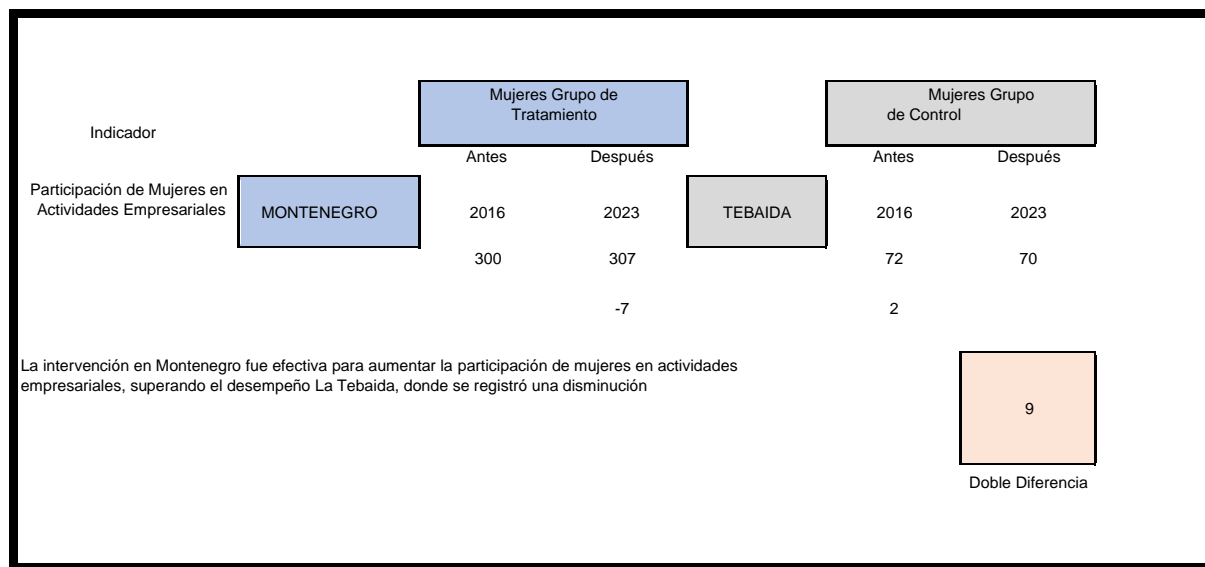 Mujeres Grupo de
Tratamiento
Mujeres Grupo
de Control
Indicador
Antes Después Antes Después
Participación de Mujeres en
Actividades Empresariales
MONTENEGRO 2016 2023 TEBAIDA 2016 2023
300 307 72 70
-7 2
La intervención en Montenegro fue efectiva para aumentar la participación de mujeres en actividades
empresariales, superando el desempeño La Tebaida, donde se registró una disminución
9
Doble Diferencia